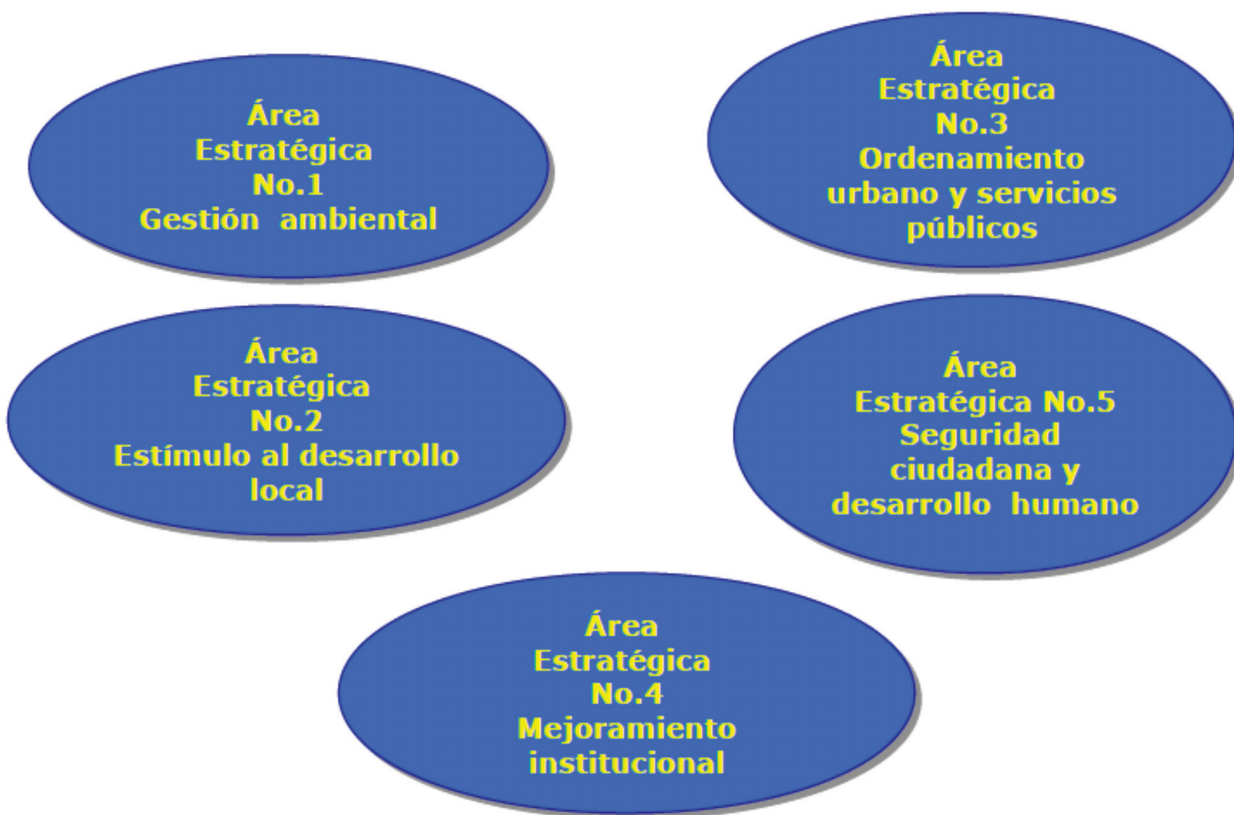 Área
Estratégica
No.1
Gestión ambiental
Área
Estratégica
No.3
Ordenamiento
urbano y servicios
públicos
Área
Estratégica
No.2
Estímulo al desarrollo
local
Área
Estratégica No.5
Seguridad
ciudadana y
desarrollo humano
Área
Estratégica
No.4
Mejoramiento
institucional